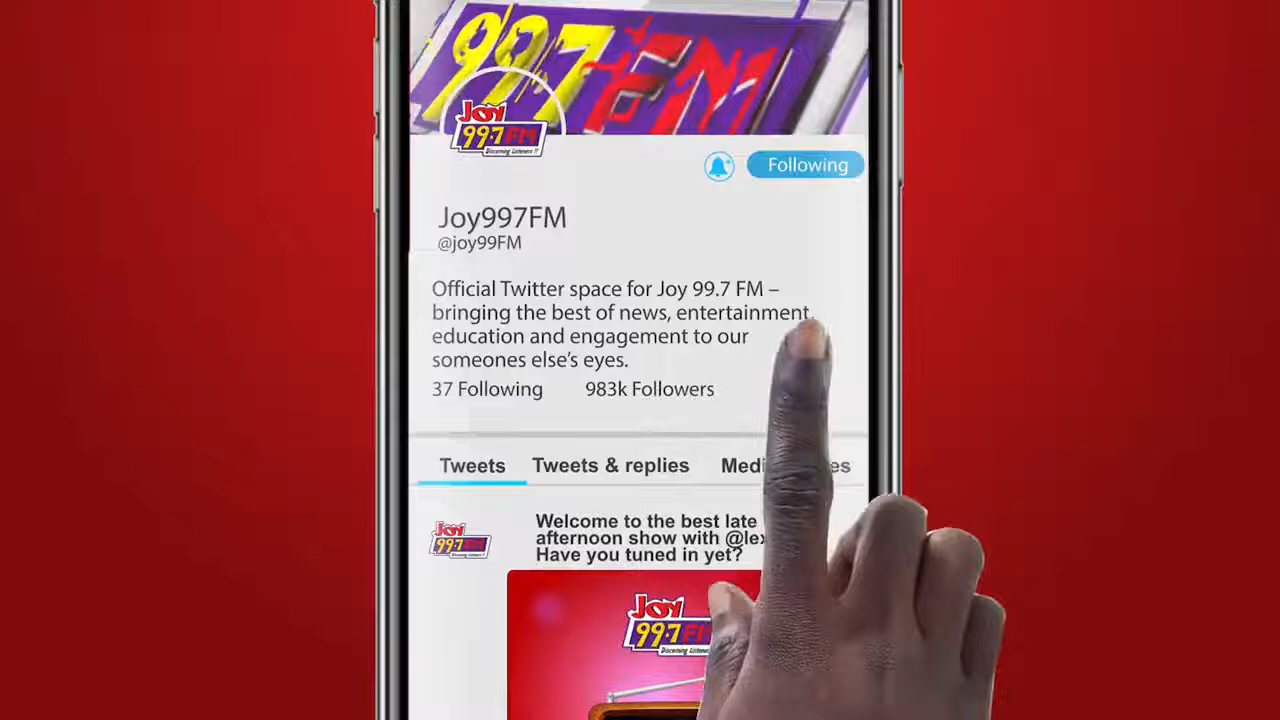 997 FM
Joy
99.7 FM
Discerning Listeners !!
Following
Joy997FM
@joy99FM
Official Twitter space for Joy 99.7 FM –
bringing the best of news, entertainment,
education and engagement to our
someones else's eyes.
37 Following 983k Followers
Tweets Tweets & replies
Joy
99.7 FM
Welcome to the best late
afternoon show with
Have you tuned in yet?
Joy
99.7 FM